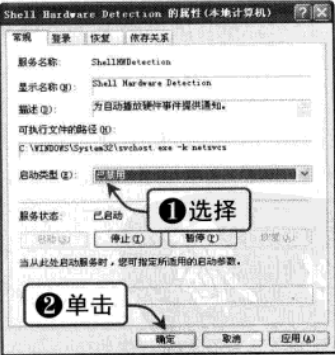 Shell Hardware Detection 的属性(本地计算机)
常规 登录 恢复 依存关系
服务名称: ShellHWDetection
显示名称(N): Shell Hardware Detection
描述(D): 为自动播放硬件事件提供通知。
可执行文件的路径(H):
C:\WINDOWS\System32\svchost.exe -k netsvcs
启动类型(E): 已禁用
❶选择
服务状态: 已启动
启动(S) 停止(T) 暂停(P) 恢复(R)
当从此处启动服务时，您可指定所适用的启动参数。
❷单击
确定 取消 应用(A)